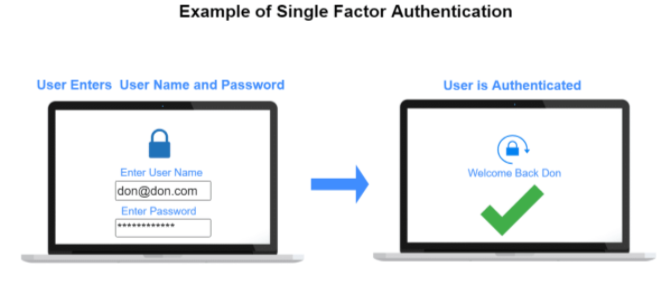 Example of Single Factor Authentication
User Enters User Name and Password
Enter User Name
don@don.com
Enter Password
************
User is Authenticated
Welcome Back Don